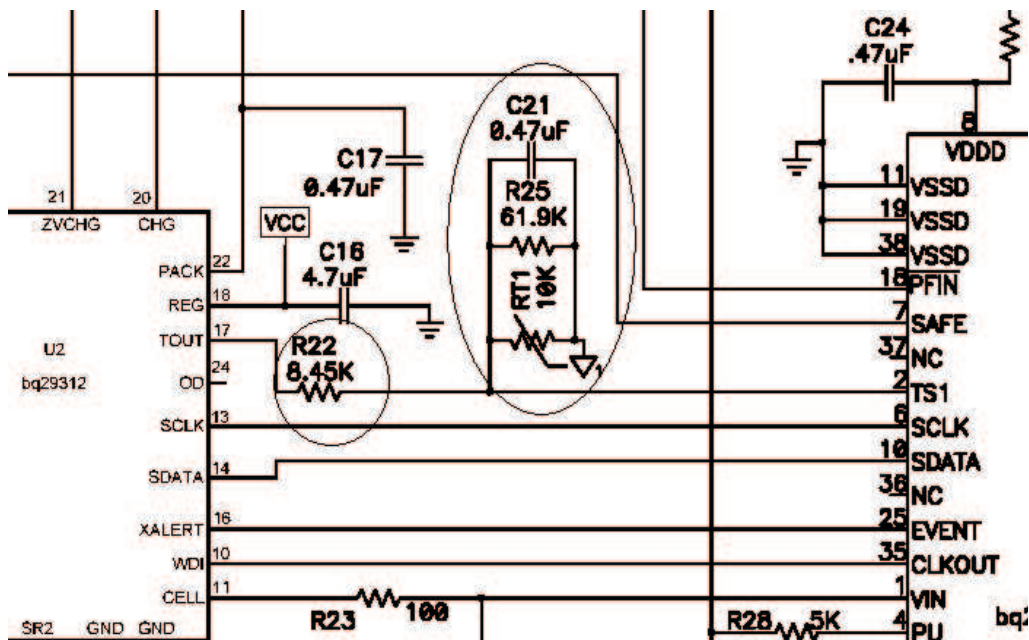 C24
.47uF
C21
0.47uF
8
VDDD
C17
0.47uF
R25
61.9K
11
VSSD
21
20
ZVCHG
CHG
VCC
19
VSSD
C16
4.7uF
38
VSSD
PACK
22
RT1
10K
18
PFIN
REG
18
7
SAFE
TOUT
17
R22
8.45K
37
NC
U2
bq29312
OD
24
1
2
TS1
SCLK
13
6
SCLK
SDATA
14
10
SDATA
36
NC
XALERT
16
25
EVENT
WDI
10
35
CLKOUT
CELL
11
R23
100
1
VIN
SR2
GND
GND
R28
5K
4
PU
bq2